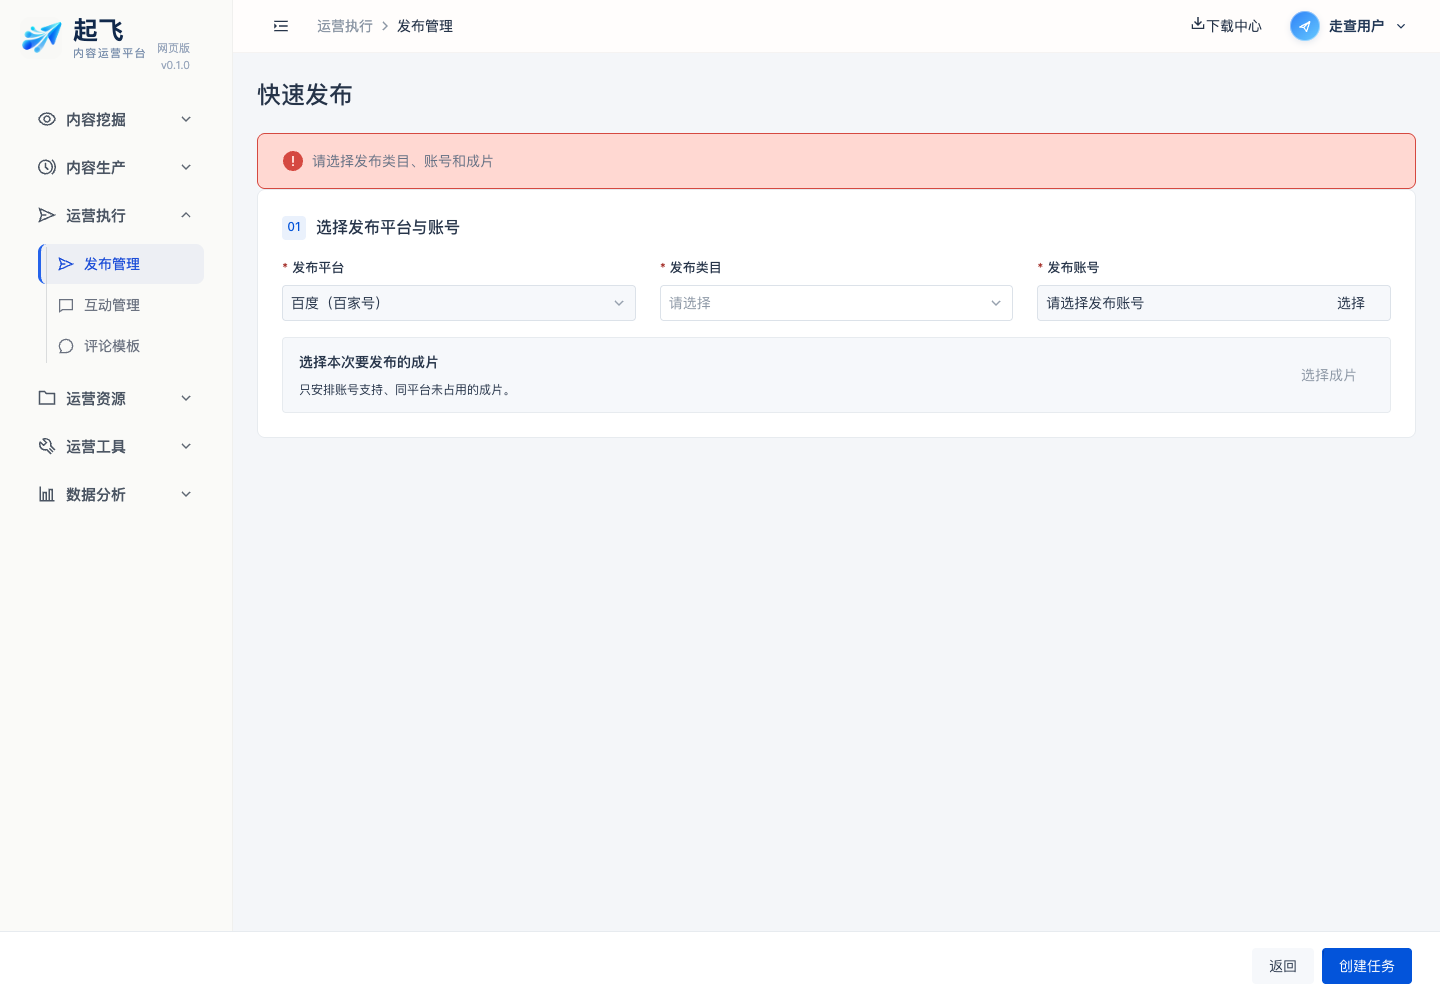 起飞
内容运营平台
网页版
v0.1.0
运营执行 > 发布管理
下载中心
走查用户
内容挖掘
内容生产
运营执行
发布管理
互动管理
评论模板
运营资源
运营工具
数据分析
快速发布
请选择发布类目、账号和成片
01 选择发布平台与账号
* 发布平台
百度（百家号）
* 发布类目
请选择
* 发布账号
请选择发布账号 选择
选择本次要发布的成片
只安排账号支持、同平台未占用的成片。
选择成片
返回
创建任务